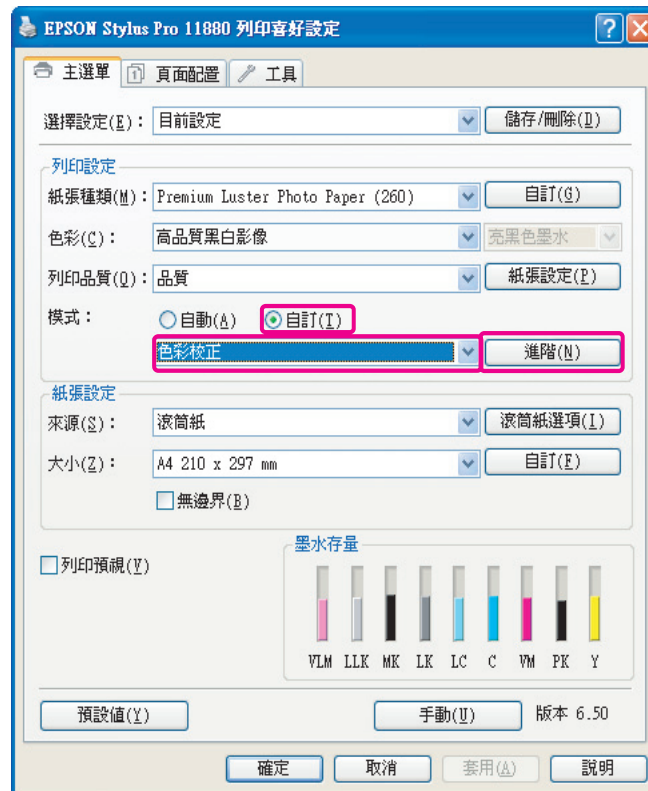 EPSON Stylus Pro 11880 列印喜好設定
主選單 頁面配置 工具
選擇設定(E): 目前設定 儲存/刪除(D)
列印設定
紙張種類(M): Premium Luster Photo Paper (260) 自訂(G)
色彩(C): 高品質黑白影像 亮黑色墨水
列印品質(Q): 品質 紙張設定(P)
模式: 自動(A) 自訂(T)
色彩校正 進階(N)
紙張設定
來源(S): 滾筒紙 滾筒紙選項(I)
大小(Z): A4 210 x 297 mm 自訂(F)
無邊界(B)
列印預視(V)
墨水存量
VLM LLK MK LK LC C VM PK Y
預設值(Y) 手動(U) 版本 6.50
確定 取消 套用(A) 說明